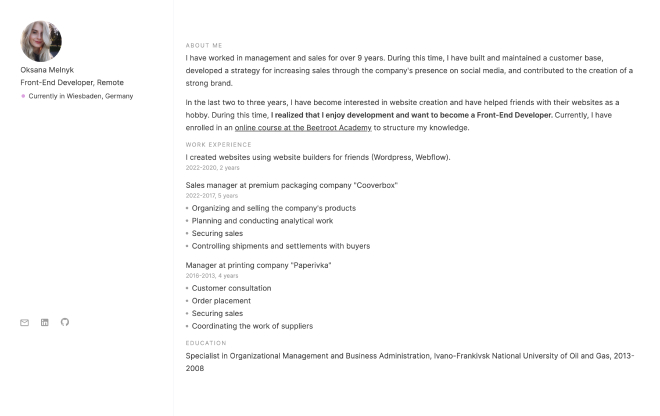 Oksana Melnyk
Front-End Developer, Remote
Currently in Wiesbaden, Germany
ABOUT ME
I have worked in management and sales for over 9 years. During this time, I have built and maintained a customer base,
developed a strategy for increasing sales through the company's presence on social media, and contributed to the creation of a
strong brand.
In the last two to three years, I have become interested in website creation and have helped friends with their websites as a
hobby. During this time, I realized that I enjoy development and want to become a Front-End Developer. Currently, I have
enrolled in an online course at the Beetroot Academy to structure my knowledge.
WORK EXPERIENCE
I created websites using website builders for friends (Wordpress, Webflow).
2022-2020, 2 years
Sales manager at premium packaging company "Cooverbox"
2022-2017, 5 years
Organizing and selling the company's products
Planning and conducting analytical work
Securing sales
Controlling shipments and settlements with buyers
Manager at printing company "Paperivka"
2016-2013, 4 years
Customer consultation
Order placement
Securing sales
Coordinating the work of suppliers
EDUCATION
Specialist in Organizational Management and Business Administration, Ivano-Frankivsk National University of Oil and Gas, 2013-
2008